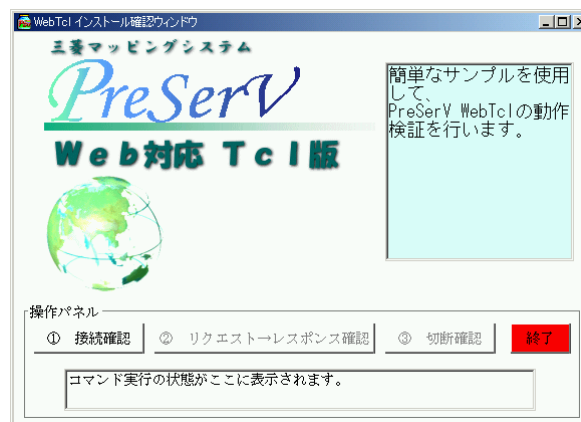 WebTcl インストール確認ウィンドウ
三菱マッピングシステム
PreSerV
Web対応 Tcl版
簡単なサンプルを使用
して、
PreSerV WebTclの動作
検証を行います。
操作パネル
① 接続確認
② リクエスト→レスポンス確認
③ 切断確認
終了
コマンド実行の状態がここに表示されます。